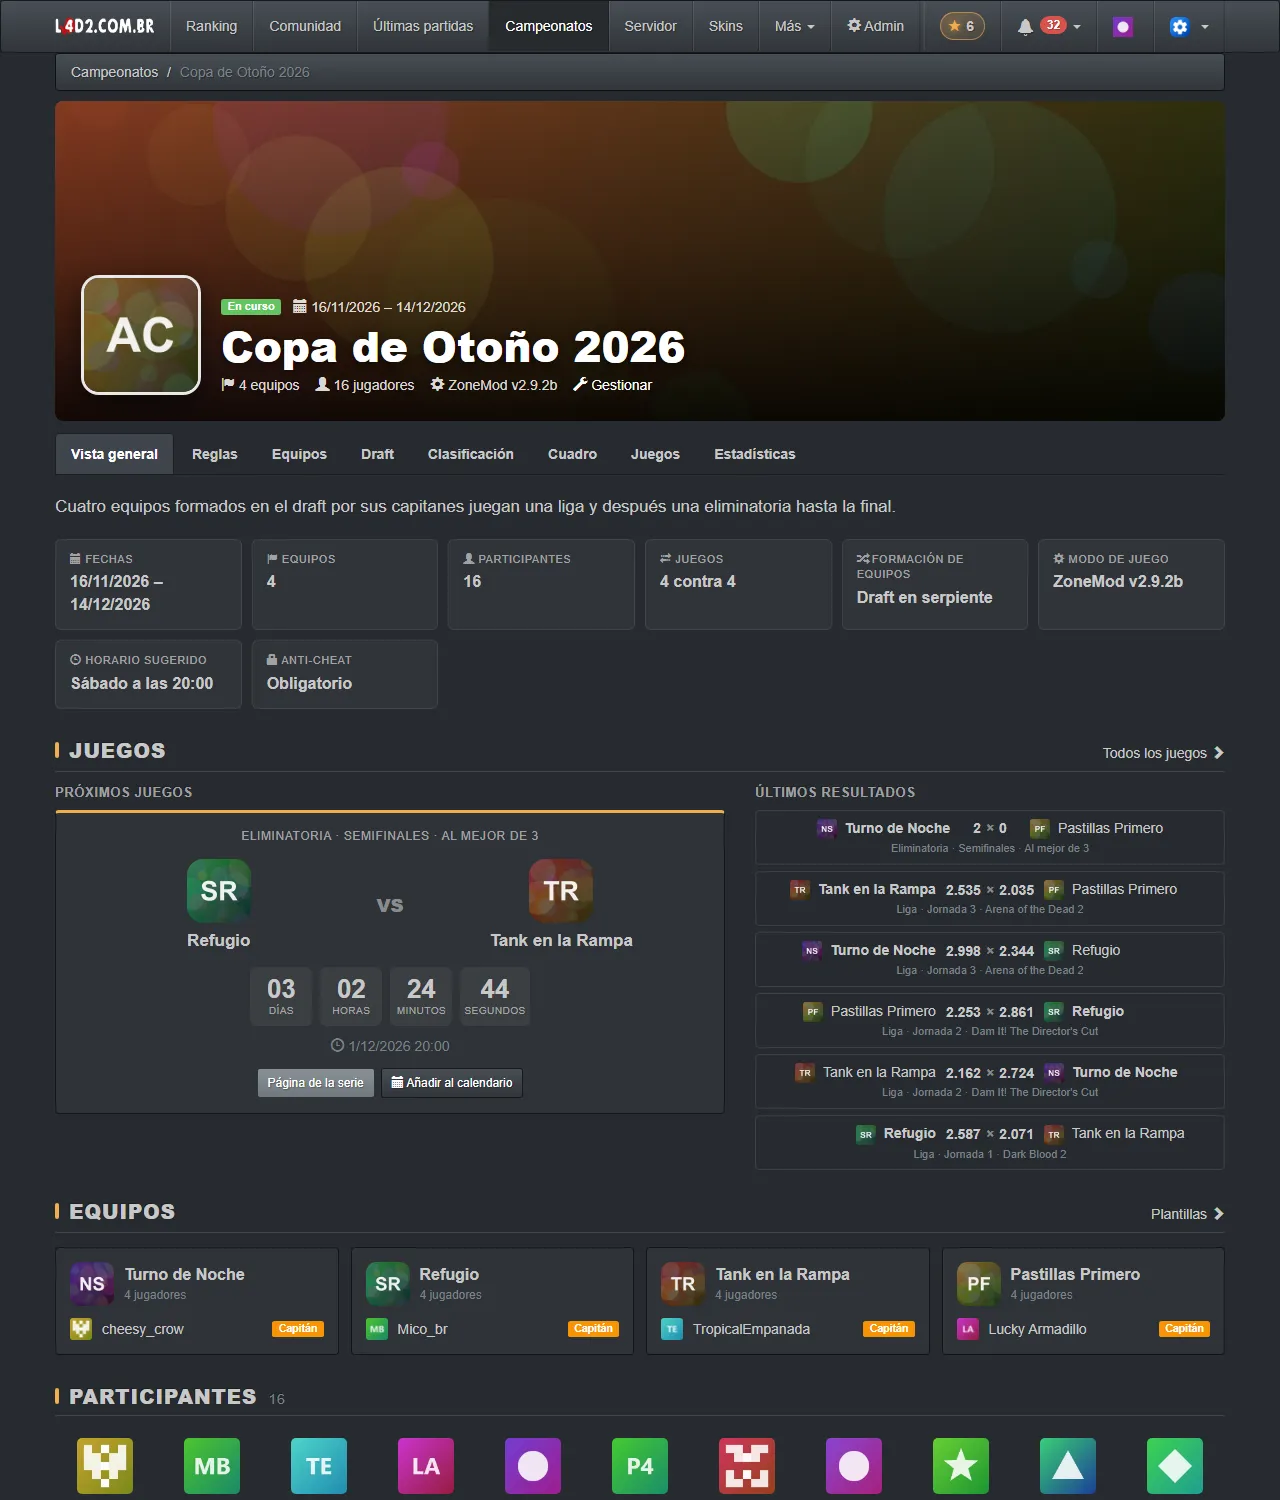 L4D2.COM.BR
Ranking
Comunidad
Últimas partidas
Campeonatos
Servidor
Skins
Más
Admin
6
32
Campeonatos / Copa de Otoño 2026
AC
En curso 16/11/2026 – 14/12/2026
Copa de Otoño 2026
4 equipos 16 jugadores ZoneMod v2.9.2b Gestionar
Vista general Reglas Equipos Draft Clasificación Cuadro Juegos Estadísticas
Cuatro equipos formados en el draft por sus capitanes juegan una liga y después una eliminatoria hasta la final.
FECHAS
16/11/2026 –
14/12/2026
EQUIPOS
4
PARTICIPANTES
16
JUEGOS
4 contra 4
FORMACIÓN DE
EQUIPOS
Draft en serpiente
MODO DE JUEGO
ZoneMod v2.9.2b
HORARIO SUGERIDO
Sábado a las 20:00
ANTI-CHEAT
Obligatorio
JUEGOS
Todos los juegos
PRÓXIMOS JUEGOS
ELIMINATORIA · SEMIFINALES · AL MEJOR DE 3
SR
Refugio
VS
TR
Tank en la Rampa
03
DÍAS
02
HORAS
24
MINUTOS
44
SEGUNDOS
1/12/2026 20:00
Página de la serie
Añadir al calendario
ÚLTIMOS RESULTADOS
NS Turno de Noche 2 × 0 PF Pastillas Primero
Eliminatoria · Semifinales · Al mejor de 3
TR Tank en la Rampa 2.535 × 2.035 PF Pastillas Primero
Liga · Jornada 3 · Arena of the Dead 2
NS Turno de Noche 2.998 × 2.344 SR Refugio
Liga · Jornada 3 · Arena of the Dead 2
PF Pastillas Primero 2.253 × 2.861 SR Refugio
Liga · Jornada 2 · Dam It! The Director's Cut
TR Tank en la Rampa 2.162 × 2.724 NS Turno de Noche
Liga · Jornada 2 · Dam It! The Director's Cut
SR Refugio 2.587 × 2.071 TR Tank en la Rampa
Liga · Jornada 1 · Dark Blood 2
EQUIPOS
Plantillas
NS Turno de Noche
4 jugadores
cheesy_crow Capitán
SR Refugio
4 jugadores
MB Mico_br Capitán
TR Tank en la Rampa
4 jugadores
TE TropicalEmpanada Capitán
PF Pastillas Primero
4 jugadores
LA Lucky Armadillo Capitán
PARTICIPANTES 16
MB TE LA P4